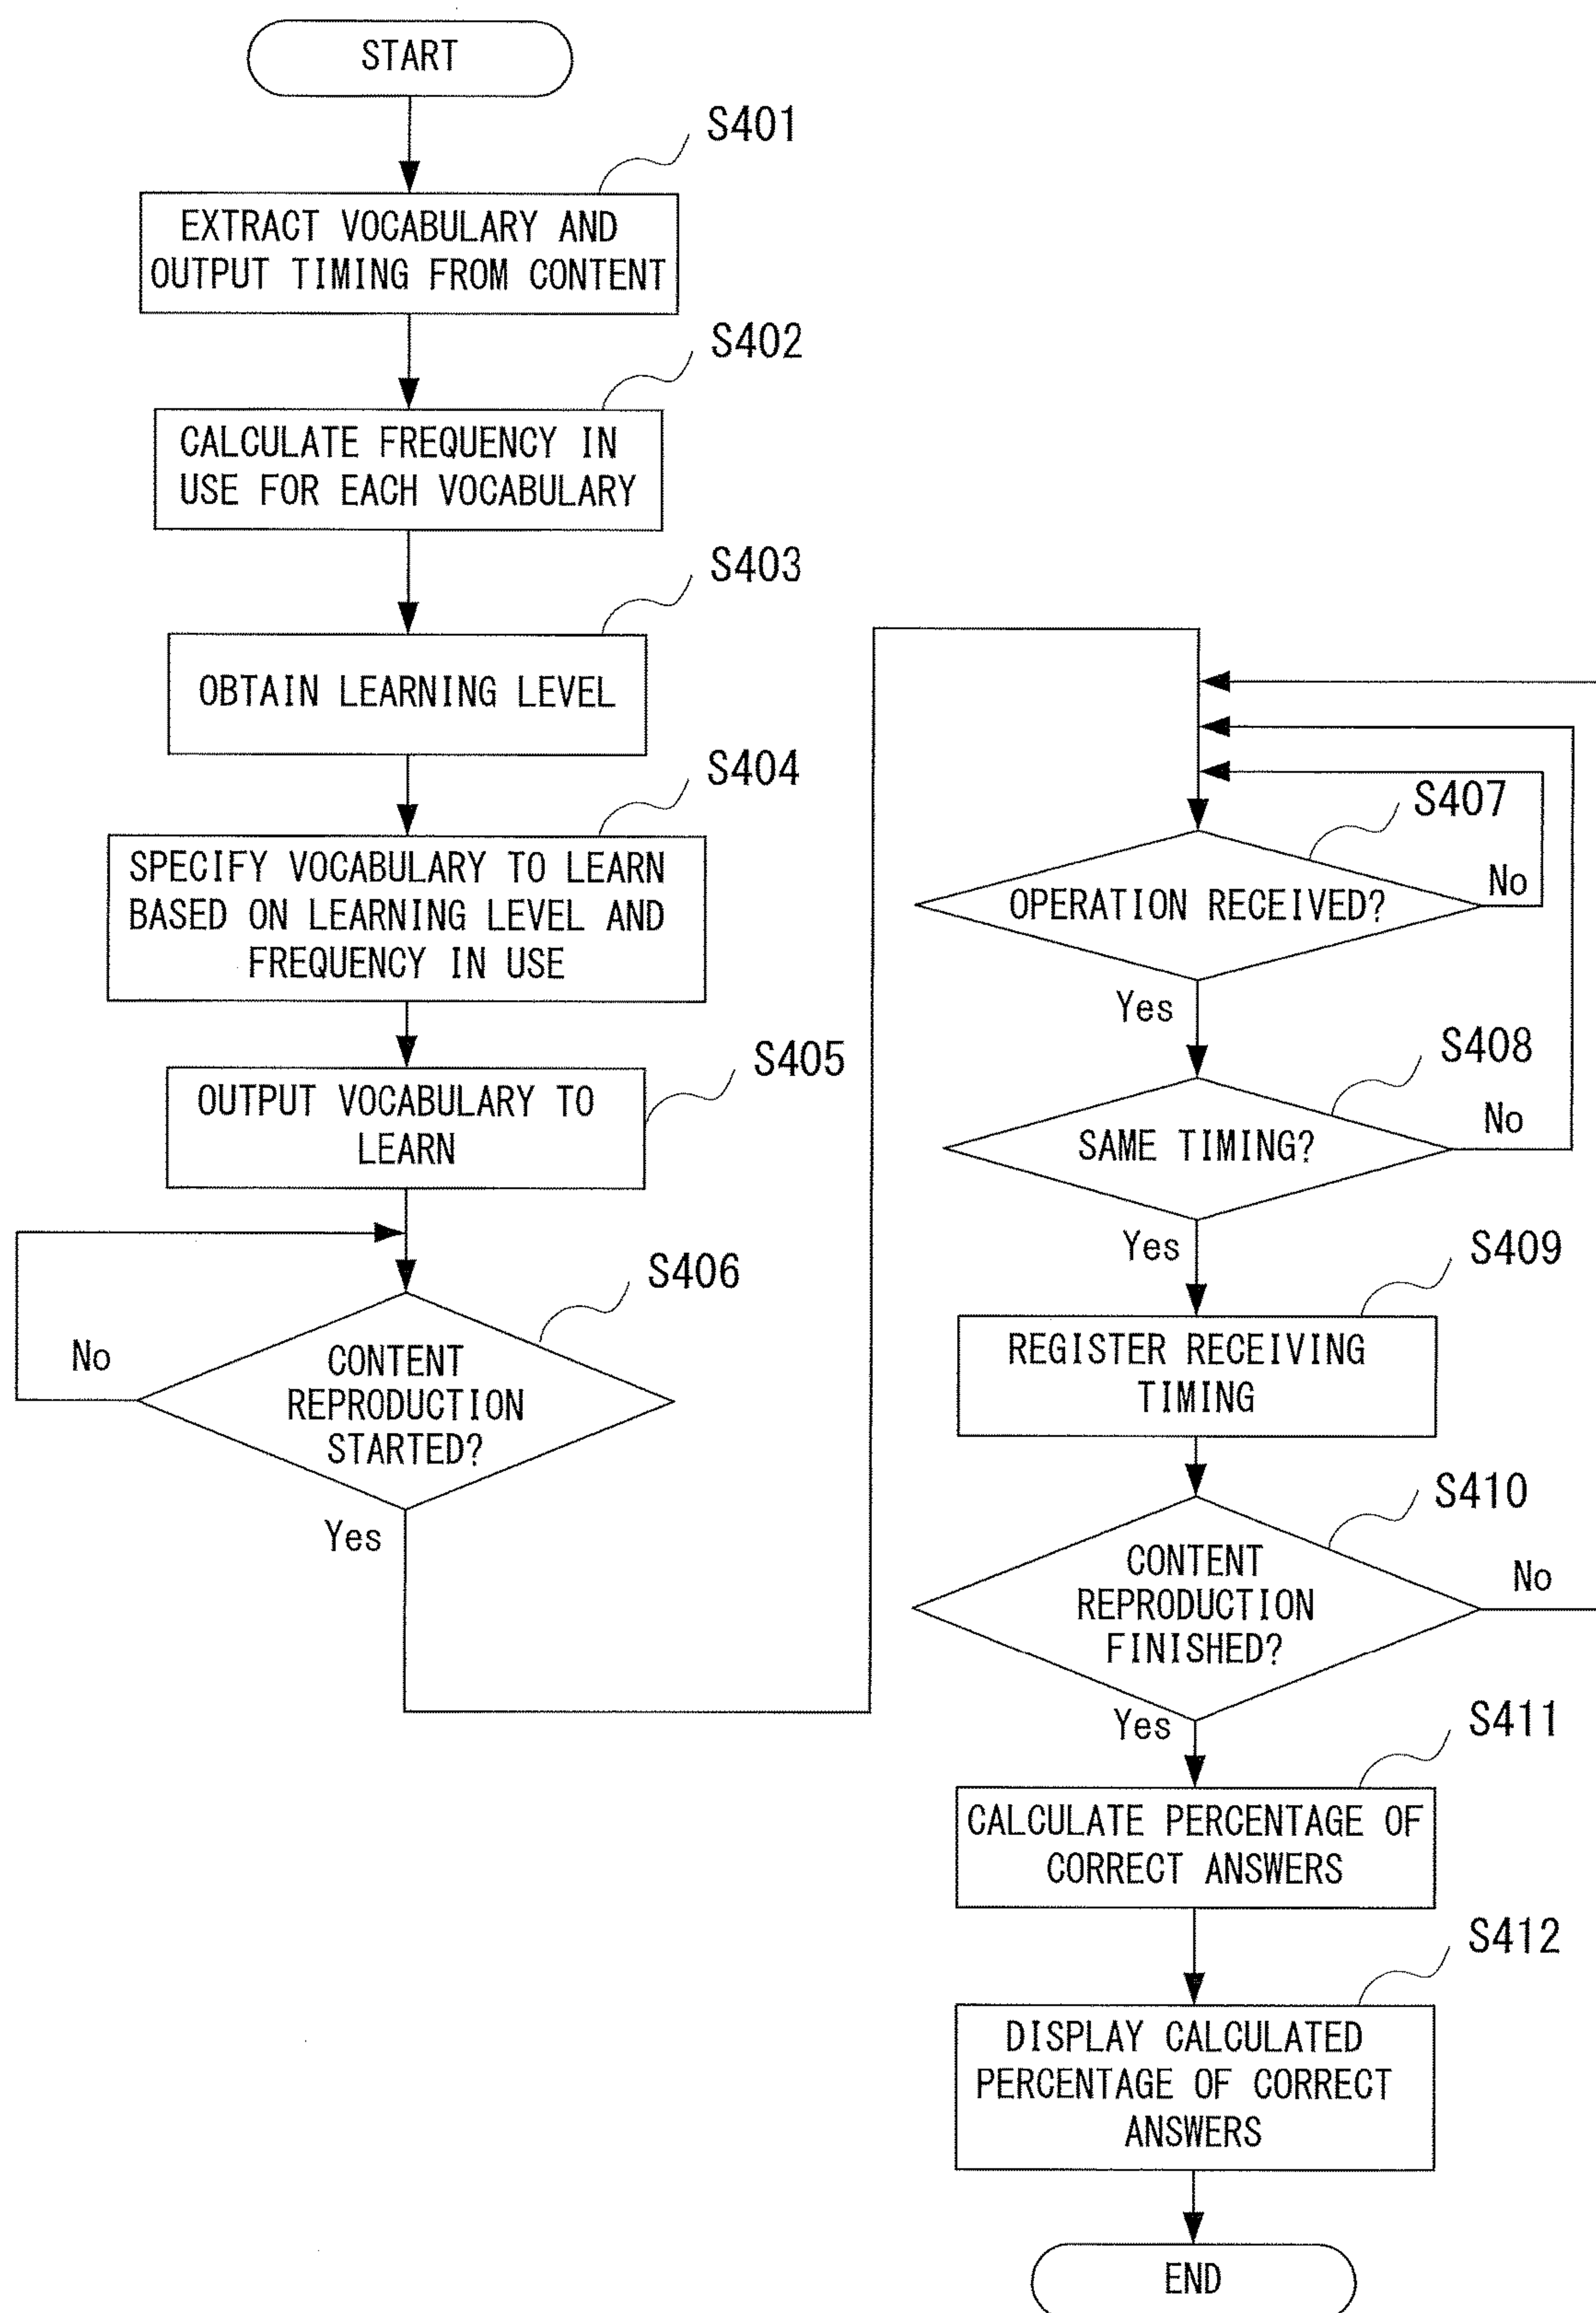 START
S401
EXTRACT VOCABULARY AND
OUTPUT TIMING FROM CONTENT
S402
CALCULATE FREQUENCY IN
USE FOR EACH VOCABULARY
S403
OBTAIN LEARNING LEVEL
S404
SPECIFY VOCABULARY TO LEARN
BASED ON LEARNING LEVEL AND
FREQUENCY IN USE
S405
OUTPUT VOCABULARY TO
LEARN
S406
No
CONTENT
REPRODUCTION
STARTED?
Yes
S407
OPERATION RECEIVED?
No
Yes
S408
SAME TIMING?
No
Yes
S409
REGISTER RECEIVING
TIMING
S410
CONTENT
REPRODUCTION
FINISHED?
No
Yes
S411
CALCULATE PERCENTAGE OF
CORRECT ANSWERS
S412
DISPLAY CALCULATED
PERCENTAGE OF CORRECT
ANSWERS
END